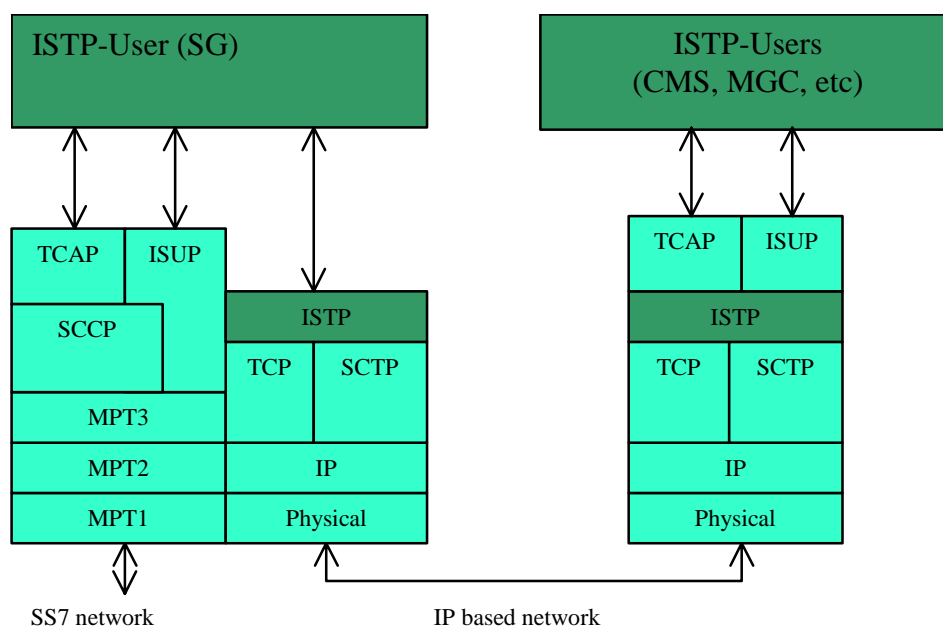 ISTP-User (SG)
ISTP-Users
(CMS, MGC, etc)
TCAP
ISUP
SCCP
MPT3
MPT2
MPT1
ISTP
TCP
SCTP
IP
Physical
TCAP
ISUP
ISTP
TCP
SCTP
IP
Physical
SS7 network
IP based network